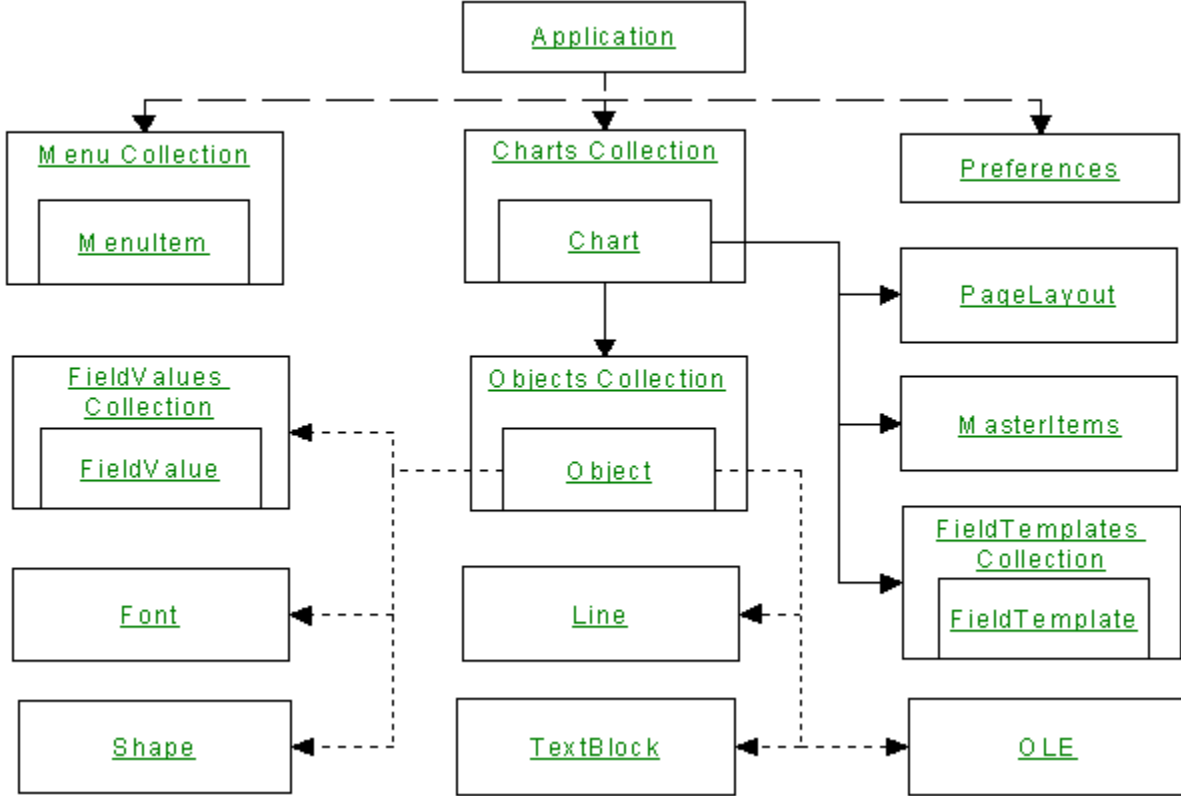 Application
Menu Collection
Charts Collection
Preferences
MenuItem
Chart
PageLayout
FieldValues
Collection
Objects Collection
MasterItems
FieldValue
Object
FieldTemplates
Collection
Font
Line
FieldTemplate
Shape
TextBlock
OLE